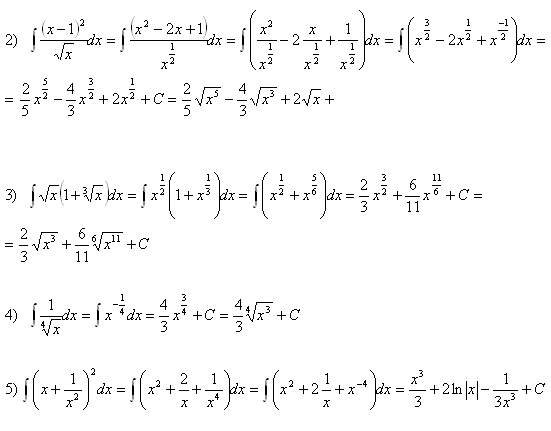 2) ∫ (x−1)²/√x dx = ∫ (x² − 2x + 1)/x^(1/2) dx = ∫ (x²/x^(1/2) − 2 x/x^(1/2) + 1/x^(1/2)) dx = ∫ (x^(3/2) − 2x^(1/2) + x^(−1/2)) dx =
= 2/5 x^(5/2) − 4/3 x^(3/2) + 2x^(1/2) + C = 2/5 √x⁵ − 4/3 √x³ + 2√x +
3) ∫ √x (1 + ∛x) dx = ∫ x^(1/2) (1 + x^(1/3)) dx = ∫ (x^(1/2) + x^(5/6)) dx = 2/3 x^(3/2) + 6/11 x^(11/6) + C =
= 2/3 √x³ + 6/11 ⁶√x¹¹ + C
4) ∫ 1/∜x dx = ∫ x^(−1/4) dx = 4/3 x^(3/4) + C = 4/3 ∜x³ + C
5) ∫ (x + 1/x²)² dx = ∫ (x² + 2/x + 1/x⁴) dx = ∫ (x² + 2 1/x + x⁻⁴) dx = x³/3 + 2 ln|x| − 1/3x³ + C